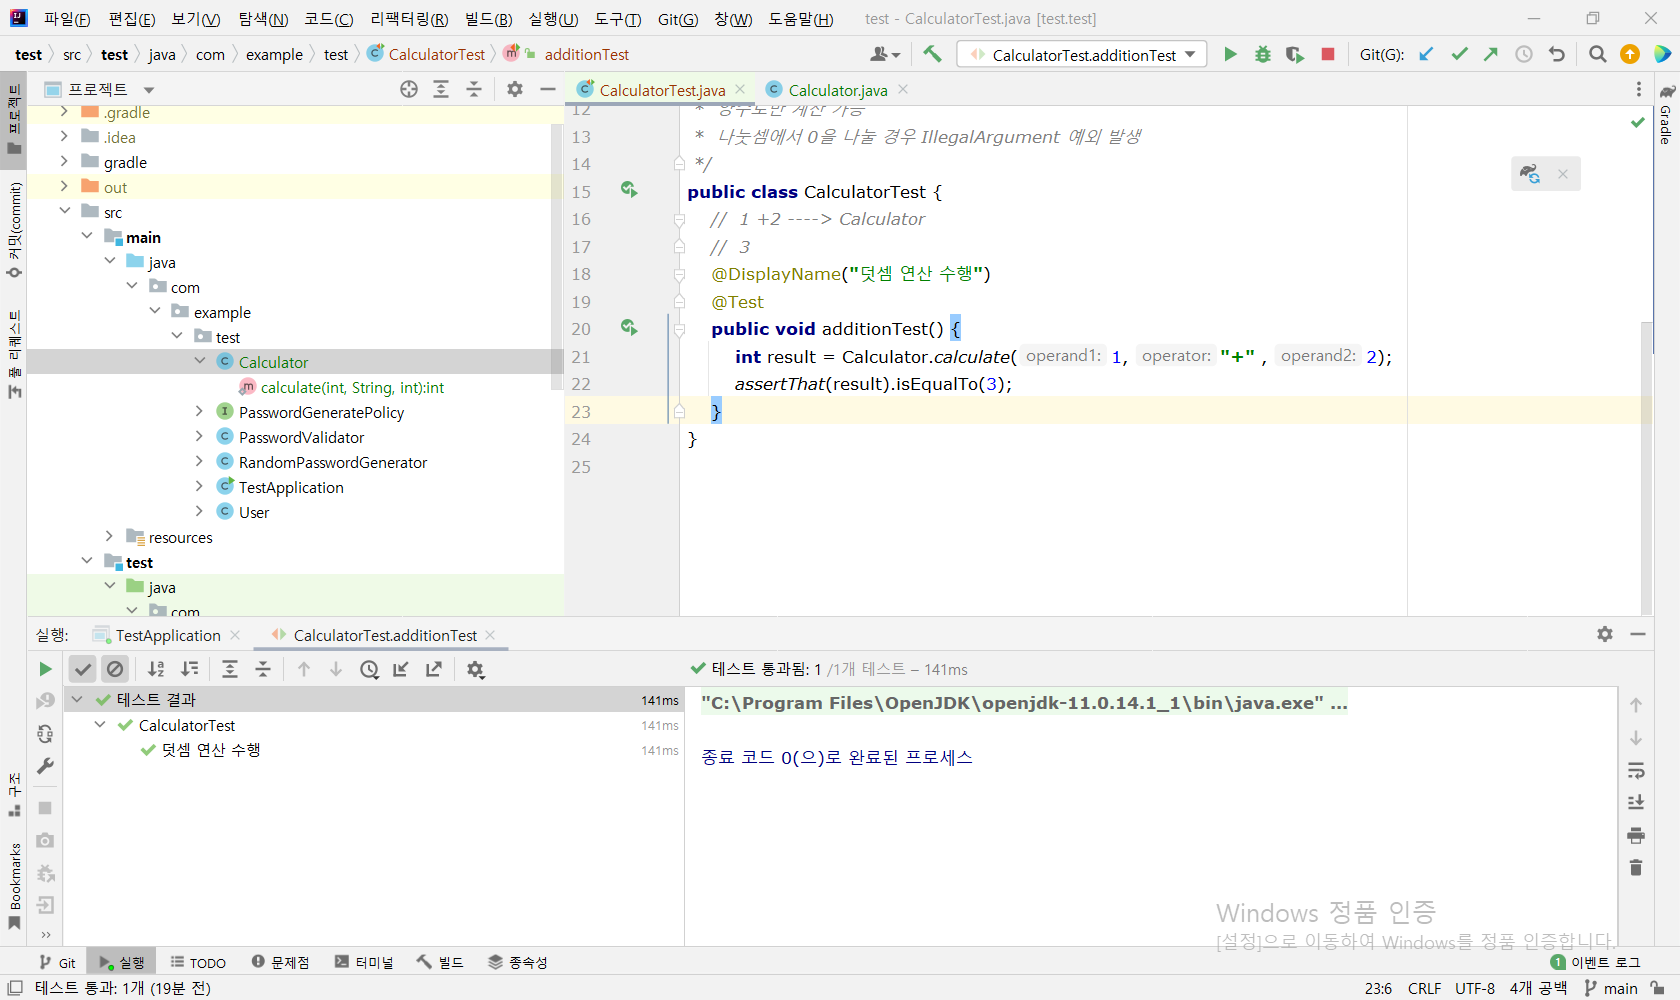 파일(F) 편집(E) 보기(V) 탐색(N) 코드(C) 리팩터링(R) 빌드(B) 실행(U) 도구(T) Git(G) 창(W) 도움말(H) test - CalculatorTest.java [test.test]
test src test java com example test CalculatorTest additionTest CalculatorTest.additionTest Git(G):
프로젝트
커밋(commit)
풀 리퀘스트
구조
Bookmarks
프로젝트
.gradle
.idea
gradle
out
src
main
java
com
example
test
Calculator
calculate(int, String, int):int
PasswordGeneratePolicy
PasswordValidator
RandomPasswordGenerator
TestApplication
User
resources
test
java
com
CalculatorTest.java Calculator.java
12 * 양수로만 계산 가능
13 * 나눗셈에서 0을 나눌 경우 IllegalArgument 예외 발생
14 */
15 public class CalculatorTest {
16 // 1 +2 ----> Calculator
17 // 3
18 @DisplayName("덧셈 연산 수행")
19 @Test
20 public void additionTest() {
21 int result = Calculator.calculate( operand1: 1, operator: "+" , operand2: 2);
22 assertThat(result).isEqualTo(3);
23 }
24 }
25
Gradle
실행: TestApplication CalculatorTest.additionTest
테스트 통과됨: 1 /1개 테스트 – 141ms
테스트 결과 141ms
CalculatorTest 141ms
덧셈 연산 수행 141ms
"C:\Program Files\OpenJDK\openjdk-11.0.14.1_1\bin\java.exe" ...
종료 코드 0(으)로 완료된 프로세스
Windows 정품 인증
[설정]으로 이동하여 Windows를 정품 인증합니다.
Git 실행 TODO 문제점 터미널 빌드 종속성 1 이벤트 로그
테스트 통과: 1개 (19분 전) 23:6 CRLF UTF-8 4개 공백 main